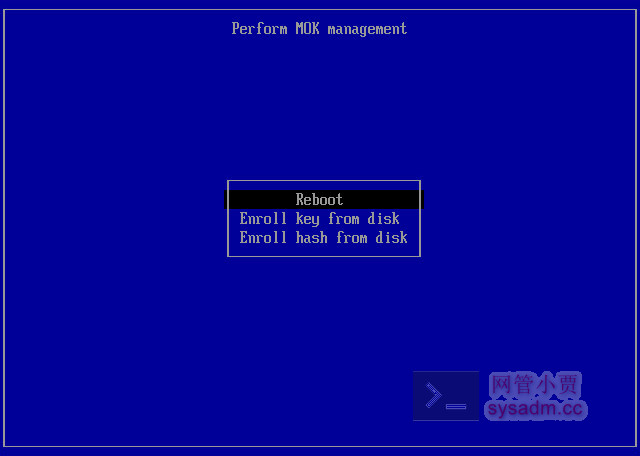 Perform MOK management
Reboot
Enroll key from disk
Enroll hash from disk
>_
网管小贾
sysadm.cc